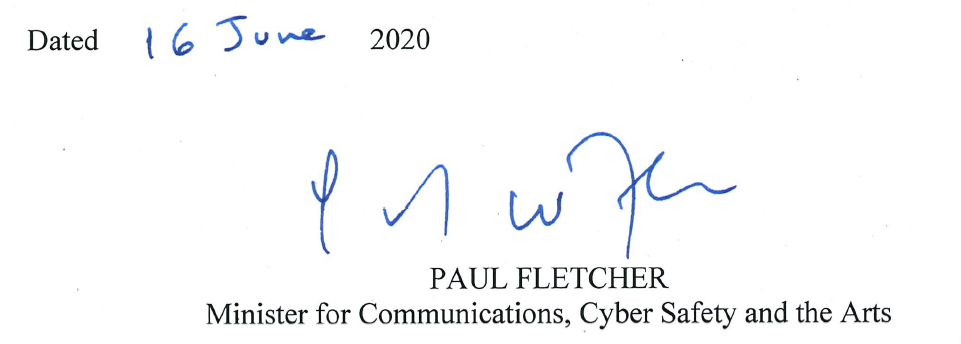 Dated 16 June 2020
PAUL FLETCHER
Minister for Communications, Cyber Safety and the Arts